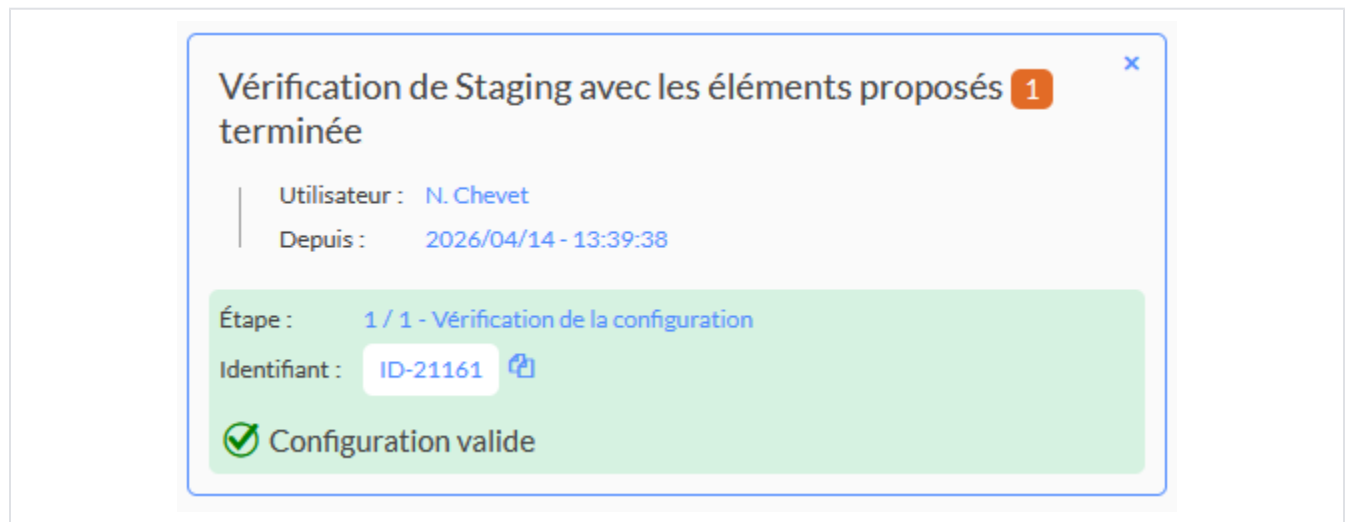 ×
Vérification de Staging avec les éléments proposés 1
terminée
Utilisateur : N. Chevet
Depuis : 2026/04/14 - 13:39:38
Étape : 1 / 1 - Vérification de la configuration
Identifiant : ID-21161
Configuration valide